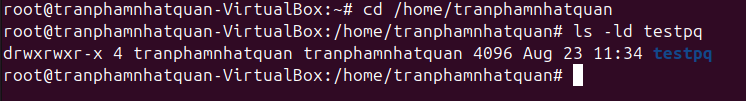 root@tranphamnhatquan-VirtualBox:~# cd /home/tranphamnhatquan
root@tranphamnhatquan-VirtualBox:/home/tranphamnhatquan# ls -ld testpq
drwxrwxr-x 4 tranphamnhatquan tranphamnhatquan 4096 Aug 23 11:34 testpq
root@tranphamnhatquan-VirtualBox:/home/tranphamnhatquan#